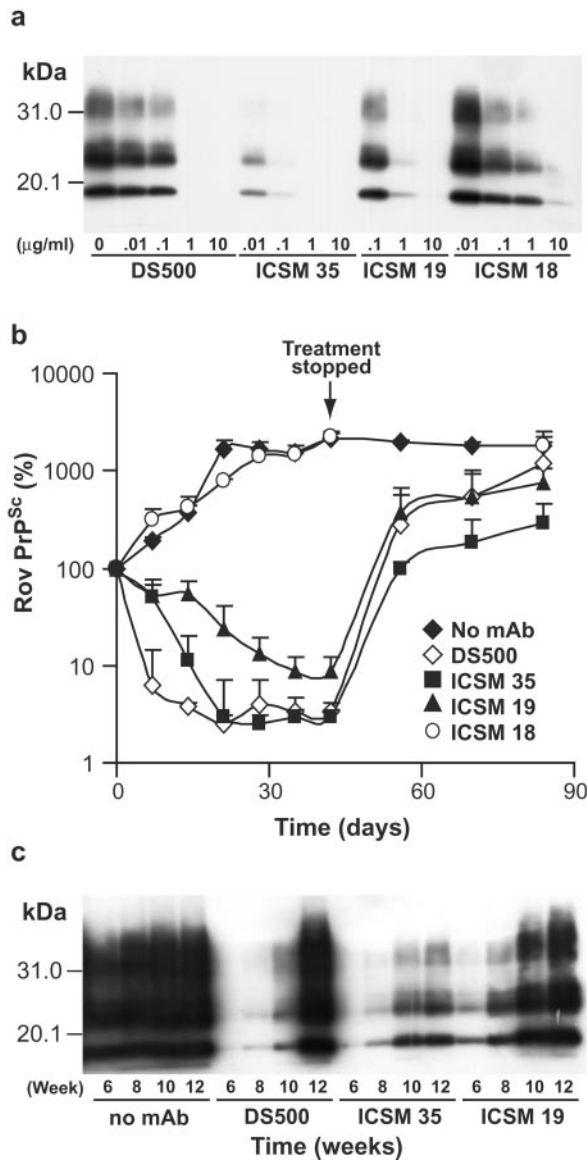 a
kDa
31.0
20.1
(µg/ml) 0 .01 .1 1 10 .01 .1 1 10 .1 1 10 .01 .1 1 10
DS500 ICSM 35 ICSM 19 ICSM 18
b
Treatment
stopped
10000
1000
100
10
1
Rov PrPSc (%)
No mAb
DS500
ICSM 35
ICSM 19
ICSM 18
0 30 60 90
Time (days)
c
kDa
31.0
20.1
(Week) 6 8 10 12 6 8 10 12 6 8 10 12 6 8 10 12
no mAb DS500 ICSM 35 ICSM 19
Time (weeks)